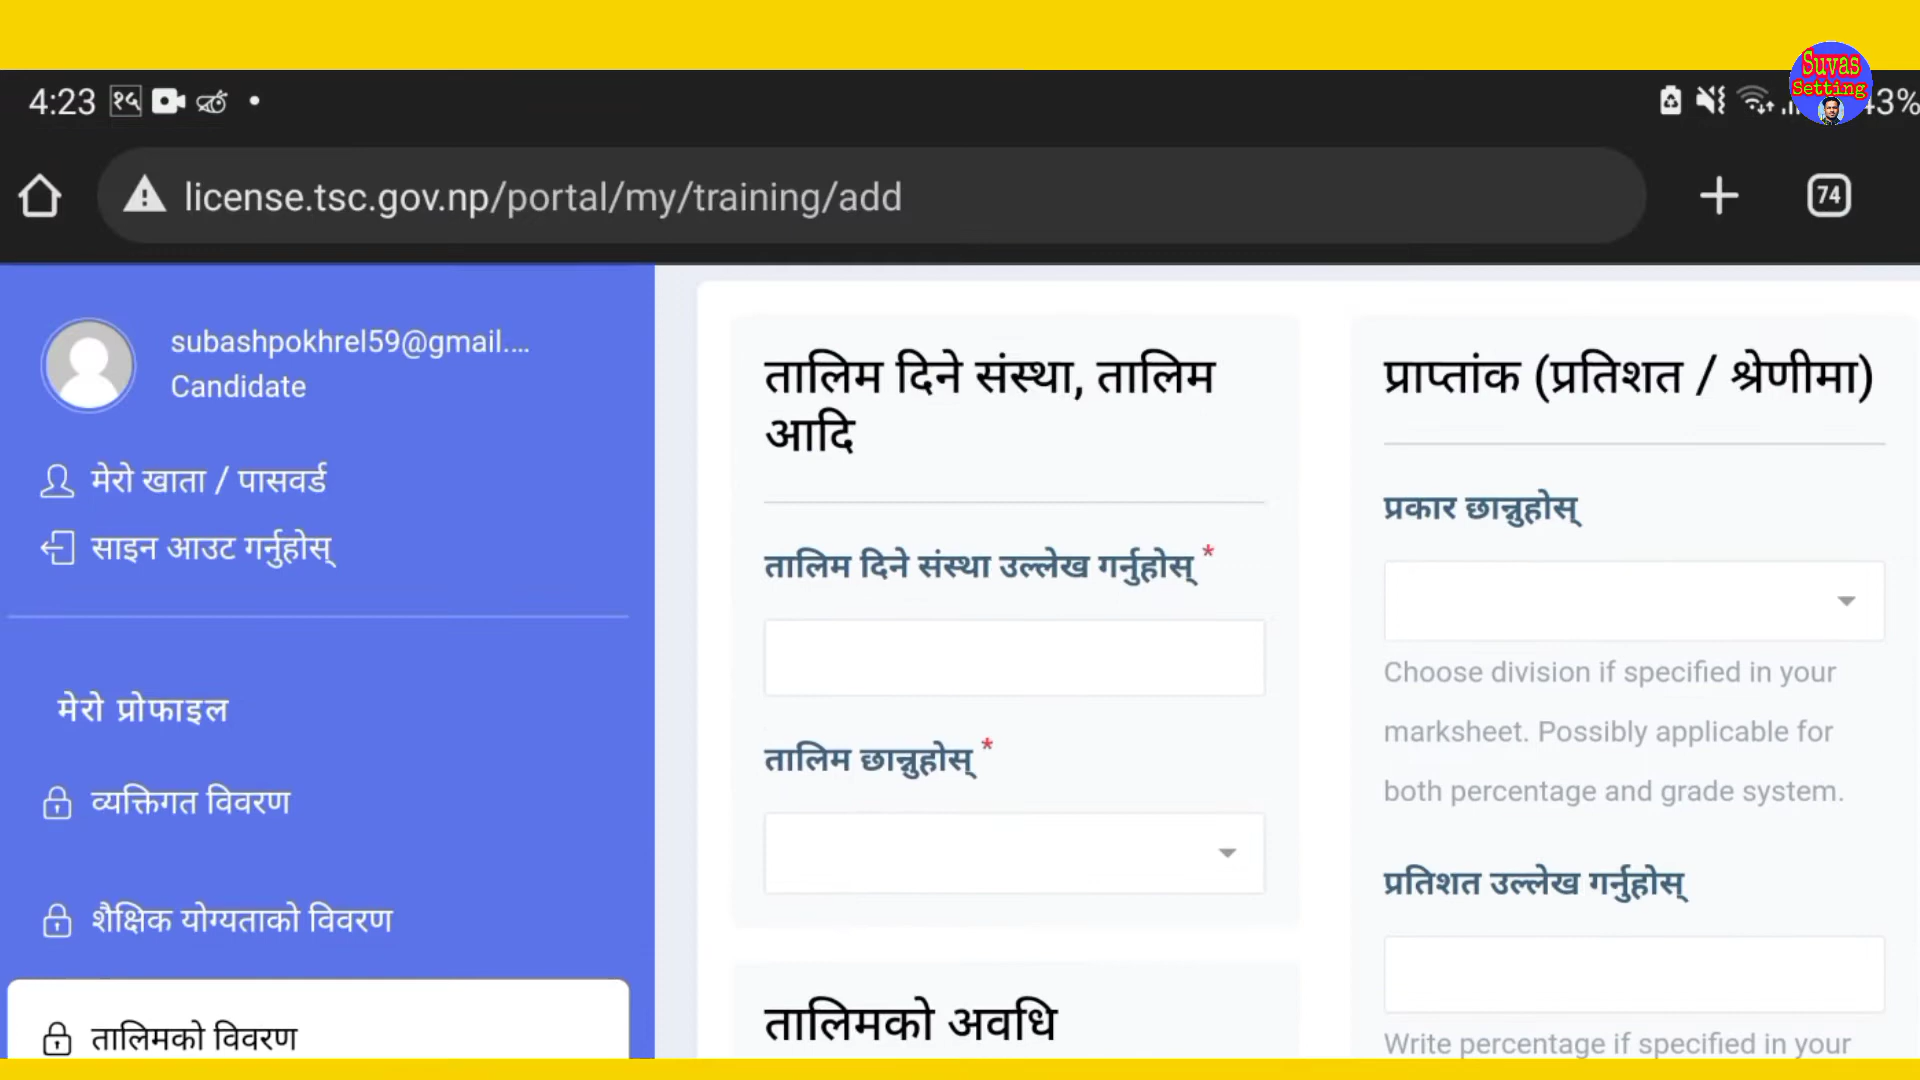 Suvas
Setting
4:23 १५
43%
license.tsc.gov.np/portal/my/training/add
74
subashpokhrel59@gmail....
Candidate
मेरो खाता / पासवर्ड
साइन आउट गर्नुहोस्
मेरो प्रोफाइल
व्यक्तिगत विवरण
शैक्षिक योग्यताको विवरण
तालिमको विवरण
तालिम दिने संस्था, तालिम
आदि
तालिम दिने संस्था उल्लेख गर्नुहोस् *
तालिम छान्नुहोस् *
तालिमको अवधि
प्राप्तांक (प्रतिशत / श्रेणीमा)
प्रकार छान्नुहोस्
Choose division if specified in your
marksheet. Possibly applicable for
both percentage and grade system.
प्रतिशत उल्लेख गर्नुहोस्
Write percentage if specified in your